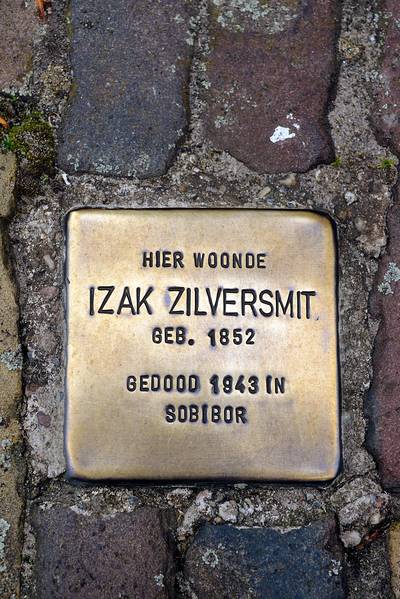 HIER WOONDE
IZAK ZILVERSMIT
GEB. 1852
GEDOOD 1943 IN
SOBIBOR